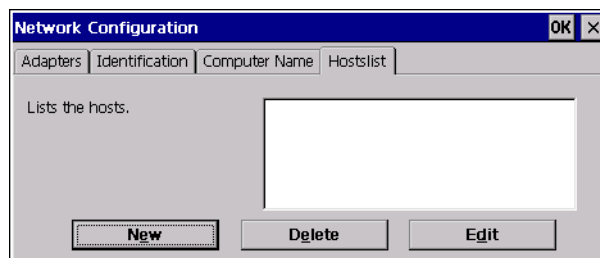 Network Configuration OK ×
Adapters Identification Computer Name Hostslist
Lists the hosts.
New Delete Edit